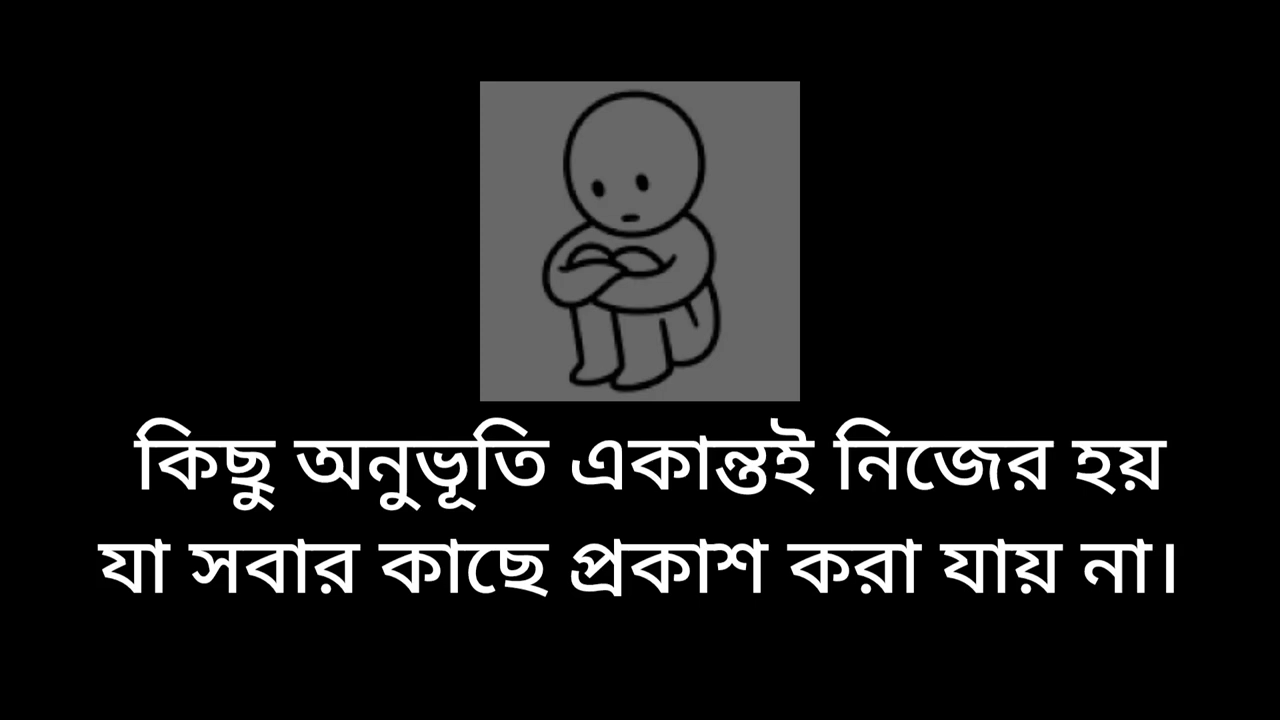 কিছু অনুভূতি একান্তই নিজের হয়
যা সবার কাছে প্রকাশ করা যায় না।